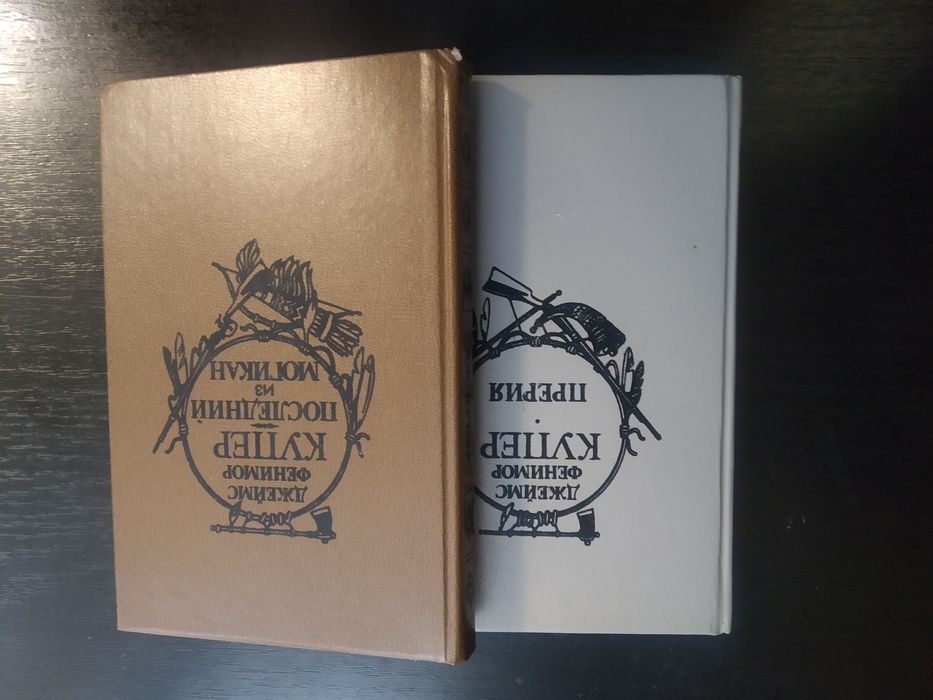 ДЖЕЙМС
ФЕНИМОР
КУПЕР
ПОСЛЕДНИЙ
ИЗ
МОГИКАН
ДЖЕЙМС
ФЕНИМОР
КУПЕР
ПРЕРИЯ